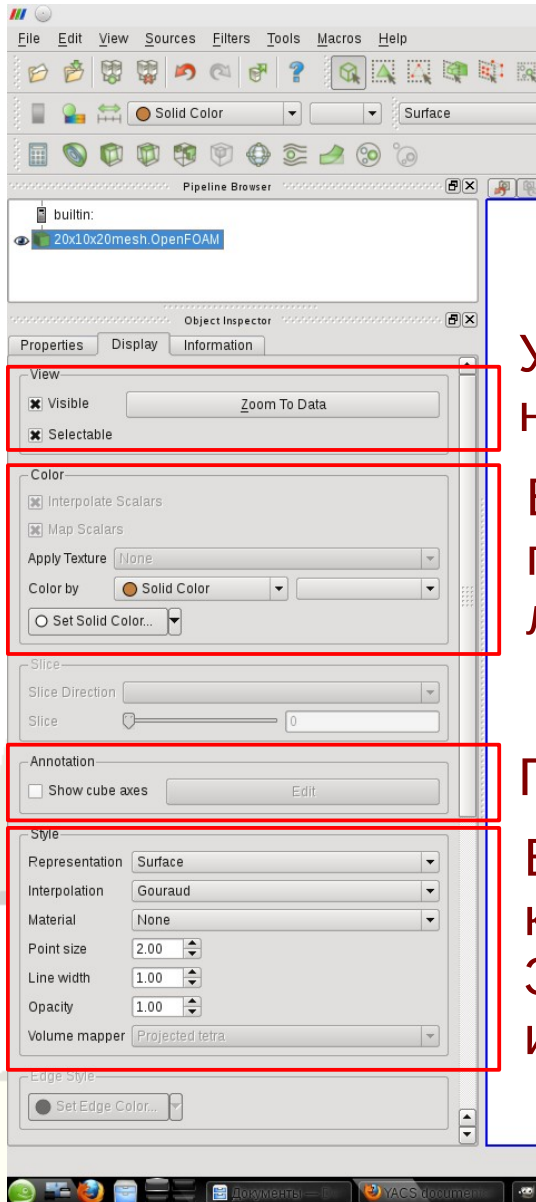 File Edit View Sources Filters Tools Macros Help
Solid Color Surface
Pipeline Browser
builtin:
20x10x20mesh.OpenFOAM
Object Inspector
Properties Display Information
View
Visible Zoom To Data
Selectable
Color
Interpolate Scalars
Map Scalars
Apply Texture None
Color by Solid Color
Set Solid Color...
Slice
Slice Direction
Slice 0
Annotation
Show cube axes Edit
Style
Representation Surface
Interpolation Gouraud
Material None
Point size 2.00
Line width 1.00
Opacity 1.00
Volume mapper Projected tetra
Edge Style
Set Edge Color...
Документы — YACS documen